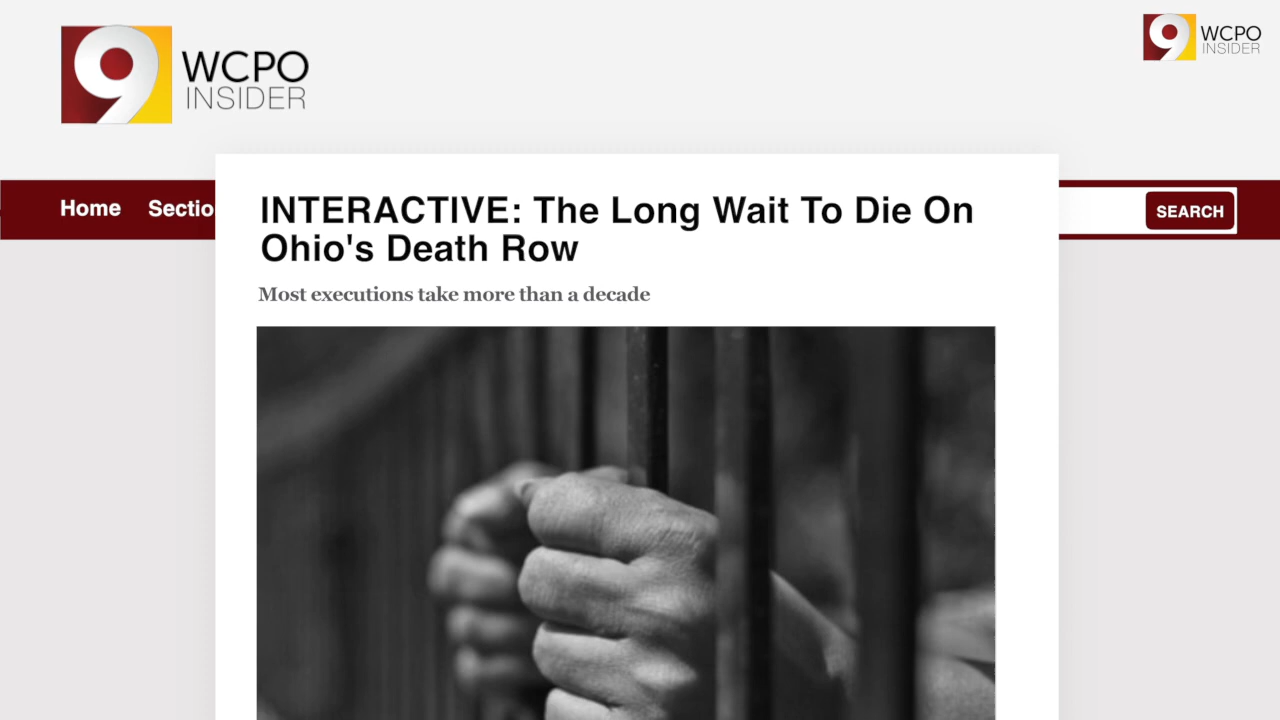 9 WCPO
INSIDER
9 WCPO
INSIDER
Home Sectio
SEARCH
INTERACTIVE: The Long Wait To Die On
Ohio's Death Row
Most executions take more than a decade